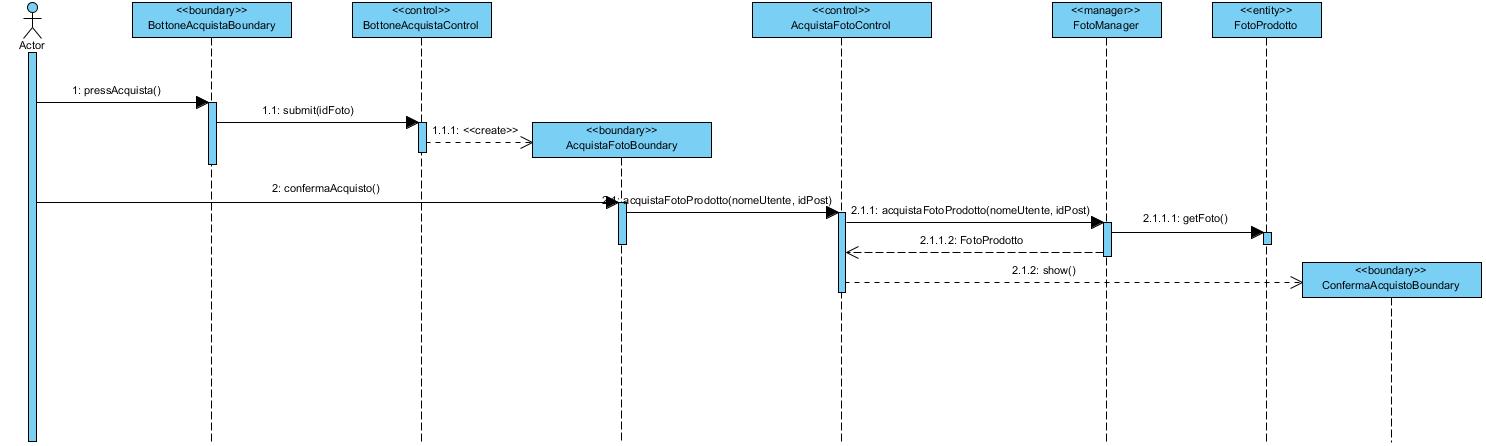 <<boundary>>
BottoneAcquistaBoundary
<<control>>
BottoneAcquistaControl
<<control>>
AcquistaFotoControl
<<manager>>
FotoManager
<<entity>>
FotoProdotto
Actor
1: pressAcquista()
1.1: submit(idFoto)
1.1.1: <<create>>
<<boundary>>
AcquistaFotoBoundary
2: confermaAcquisto()
2.1: acquistaFotoProdotto(nomeUtente, idPost)
2.1.1: acquistaFotoProdotto(nomeUtente, idPost)
2.1.1.1: getFoto()
2.1.1.2: FotoProdotto
2.1.2: show()
<<boundary>>
ConfermaAcquistoBoundary